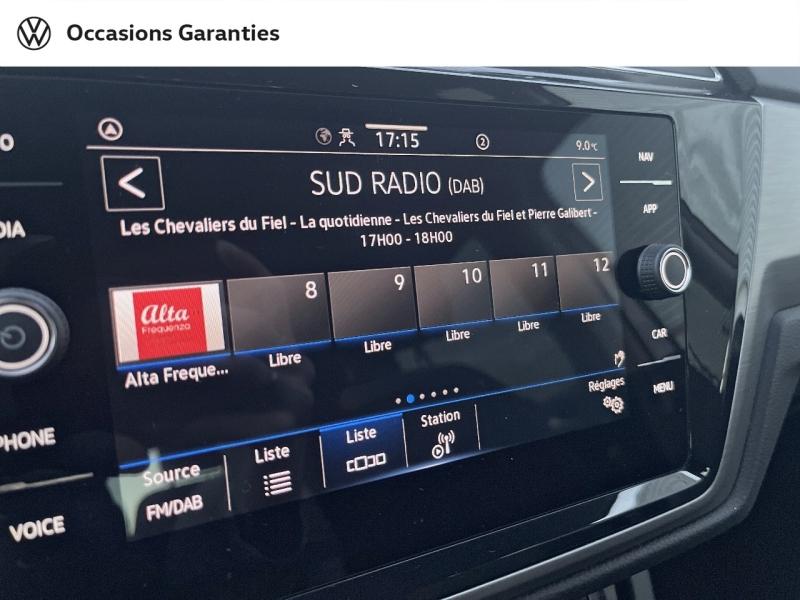 Occasions Garanties
17:15
2
9.0°C
SUD RADIO (DAB)
Les Chevaliers du Fiel - La quotidienne - Les Chevaliers du Fiel et Pierre Galibert -
17H00 - 18H00
Alta
Frequenza
8
9
10
11
12
Alta Freque...
Libre
Libre
Libre
Libre
Libre
Source
FM/DAB
Liste
Liste
Station
Réglages
NAV
APP
CAR
MENU
PHONE
VOICE